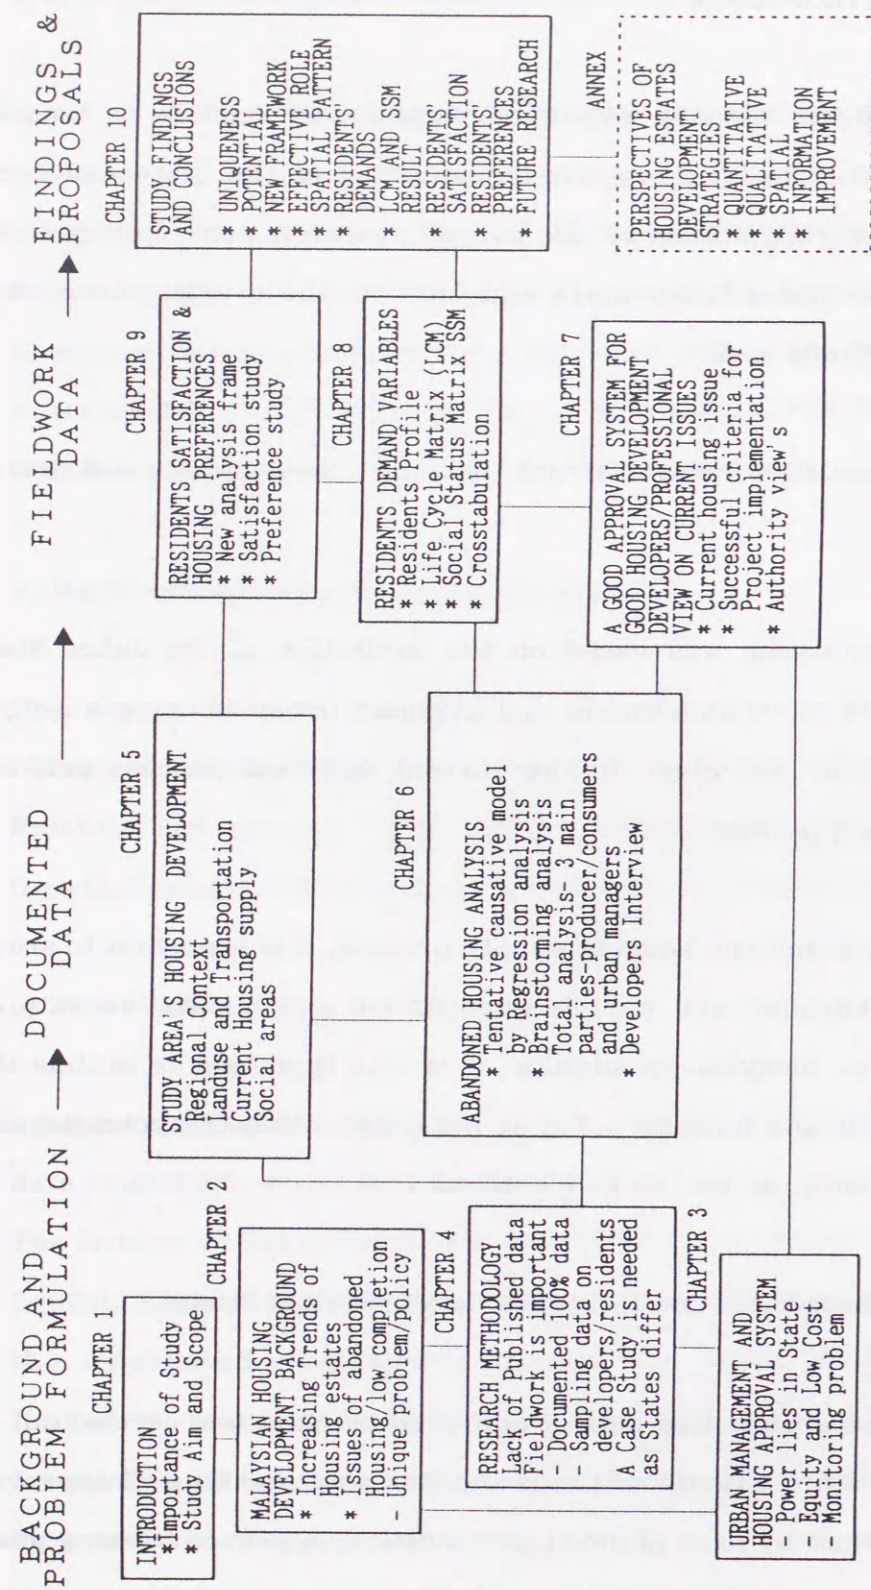 BACKGROUND AND
PROBLEM FORMILATION
DOCUMENTED
DATA
FIELDWORK
DATA
FINDINGS &
PROPOSALS
CHAPTER 1
INTRODUCTION
* Importance of Study
* Study Aim and Scope
CHAPTER 2
MALAYSIAN HOUSING
DEVELOPMENT BACKGROUND
* Increasing Trends of
Housing estates
* Issues of abandoned
Housing/low completion
- Unique problem/policy
CHAPTER 4
RESEARCH METHODOLOGY
Lack of Published data
Fieldwork is important
- Documented 100% data
- Sampling data on
developers/residents
A Case study is needed
as States differ
CHAPTER 3
URBAN MANAGEMENT AND
HOUSING APPROVAL SYSTEM
Power lies in State
Equity & Low Cost
Monitoring problem
CHAPTER 5
STUDY AREA'S HOUSING DEVELOPMENT
Regional Context
Landuse and Transportation
Current Housing supply
Social areas
CHAPTER 6
ABANDONED HOUSING ANALYSIS
* Tentative causative model
by Regression analysis
* Brainstorming analysis
* Total analysis- 3 main
parties-producer/consumers
and urban managers
* Developers Interview
CHAPTER 9
RESIDENTS SATISFACTION &
HOUSING PREFERENCES
* New analysis frame
* Satisfaction study
* Preference study
CHAPTER 8
RESIDENTS DEMAND VARIABLES
* Residents Profile
* Life Cycle Matrix (LCM)
* Social Status Matrix SSM
* Crosstabulation
CHAPTER 7
A GOOD APPROVAL SYSTEM FOR
GOOD HOUSING DEVELOPMENT
DEVELOPERS/PROFESSIONAL
VIEW ON CURRENT ISSUES
* Current housing issue
* Successful criteria for
Project implementation
* Authority view's
CHAPTER 10
STUDY FINDINGS
AND CONCLUSIONS
* UNIQUENESS
POTENTIAL
* NEW FRAMEWORK
* EFFECTIVE ROLE
* SPATIAL PATTERN
* RESIDENTS
DEMANDS
* LCM AND SSM
RESULT
* RESIDENTS
SATISFACTION
* RESIDENT
PREFERENCES
* FUTURE RESEARCH
ANNEX
PERSPECTIVES OF
HOUSING ESTATES
DEVELOPMENT
STRATEGIES
* QUANTITATIVE
QUALITATIVE
* SPATIAL
* INFORMATION
IMPROVEMENT